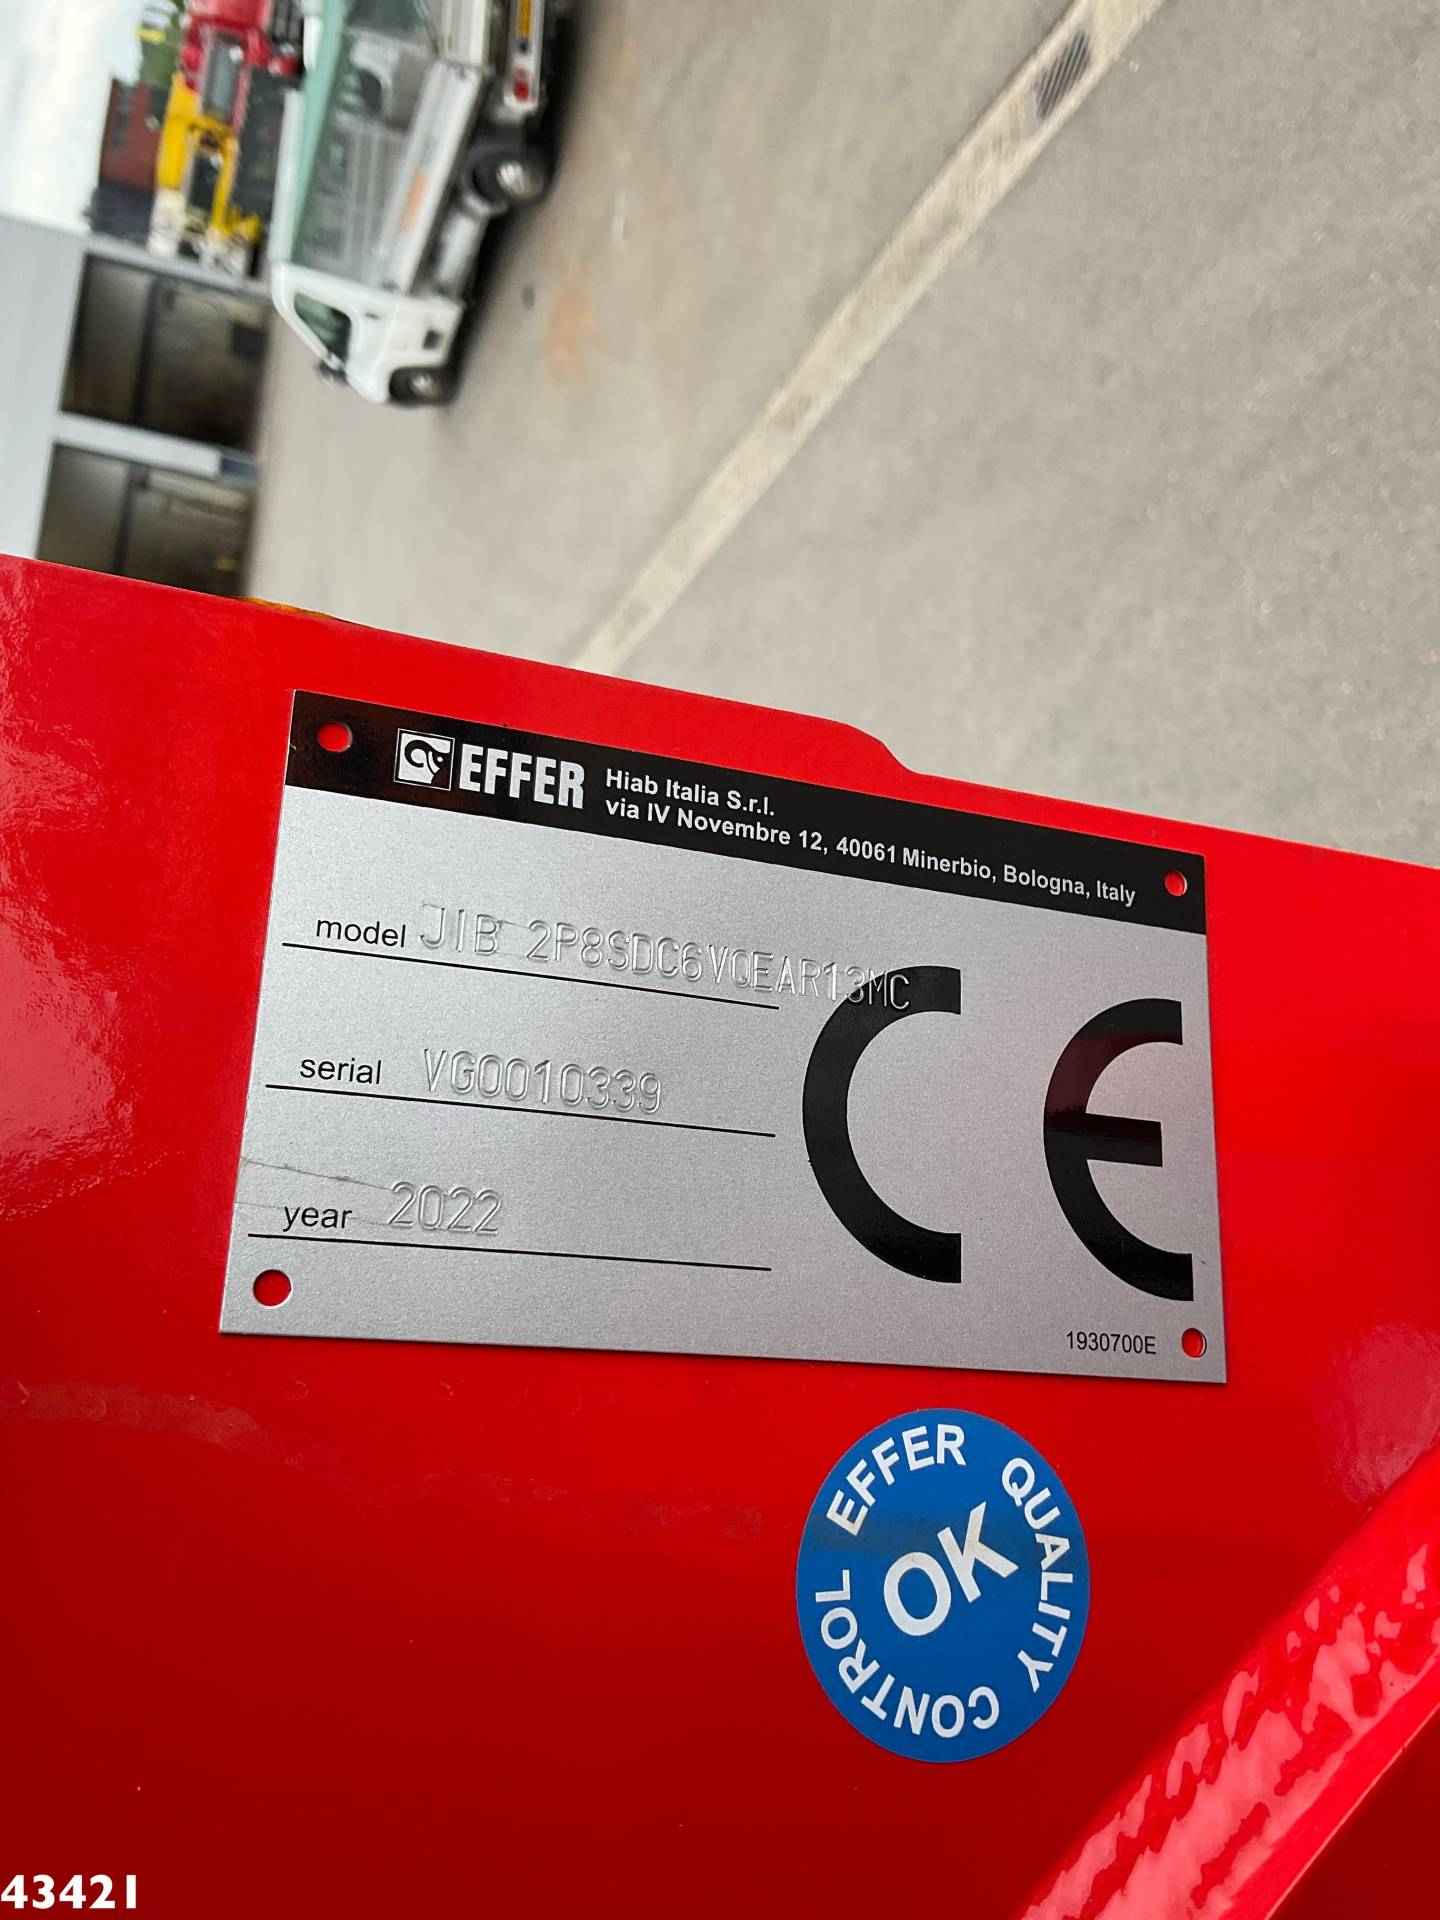 EFFER
Hiab Italia S.r.l.
via IV Novembre 12, 40061 Minerbio, Bologna, Italy
model JIB 2P8SDC6VQEAR13MC
serial VG0010339
year 2022
CE
1930700E
EFFER QUALITY CONTROL
OK
43421